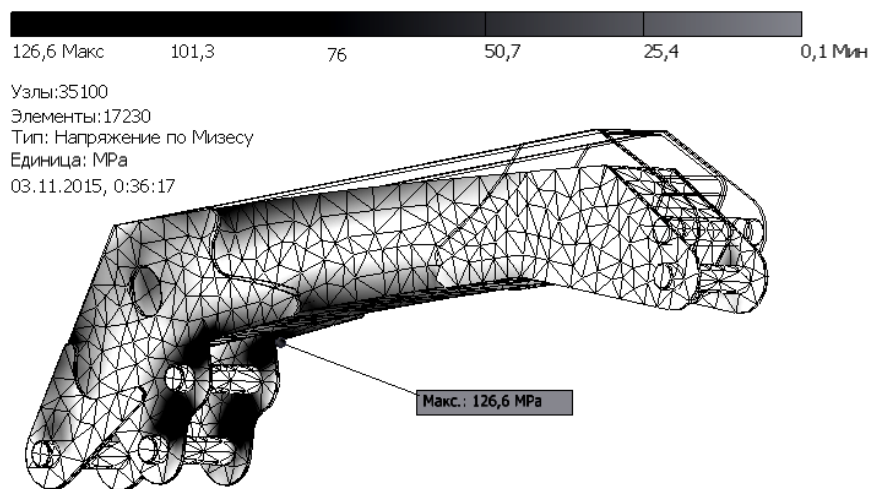 126,6 Макс 101,3 76 50,7 25,4 0,1 Мин
Узлы:35100
Элементы:17230
Тип: Напряжение по Мизесу
Единица: MPa
03.11.2015, 0:36:17
Макс.: 126,6 MPa